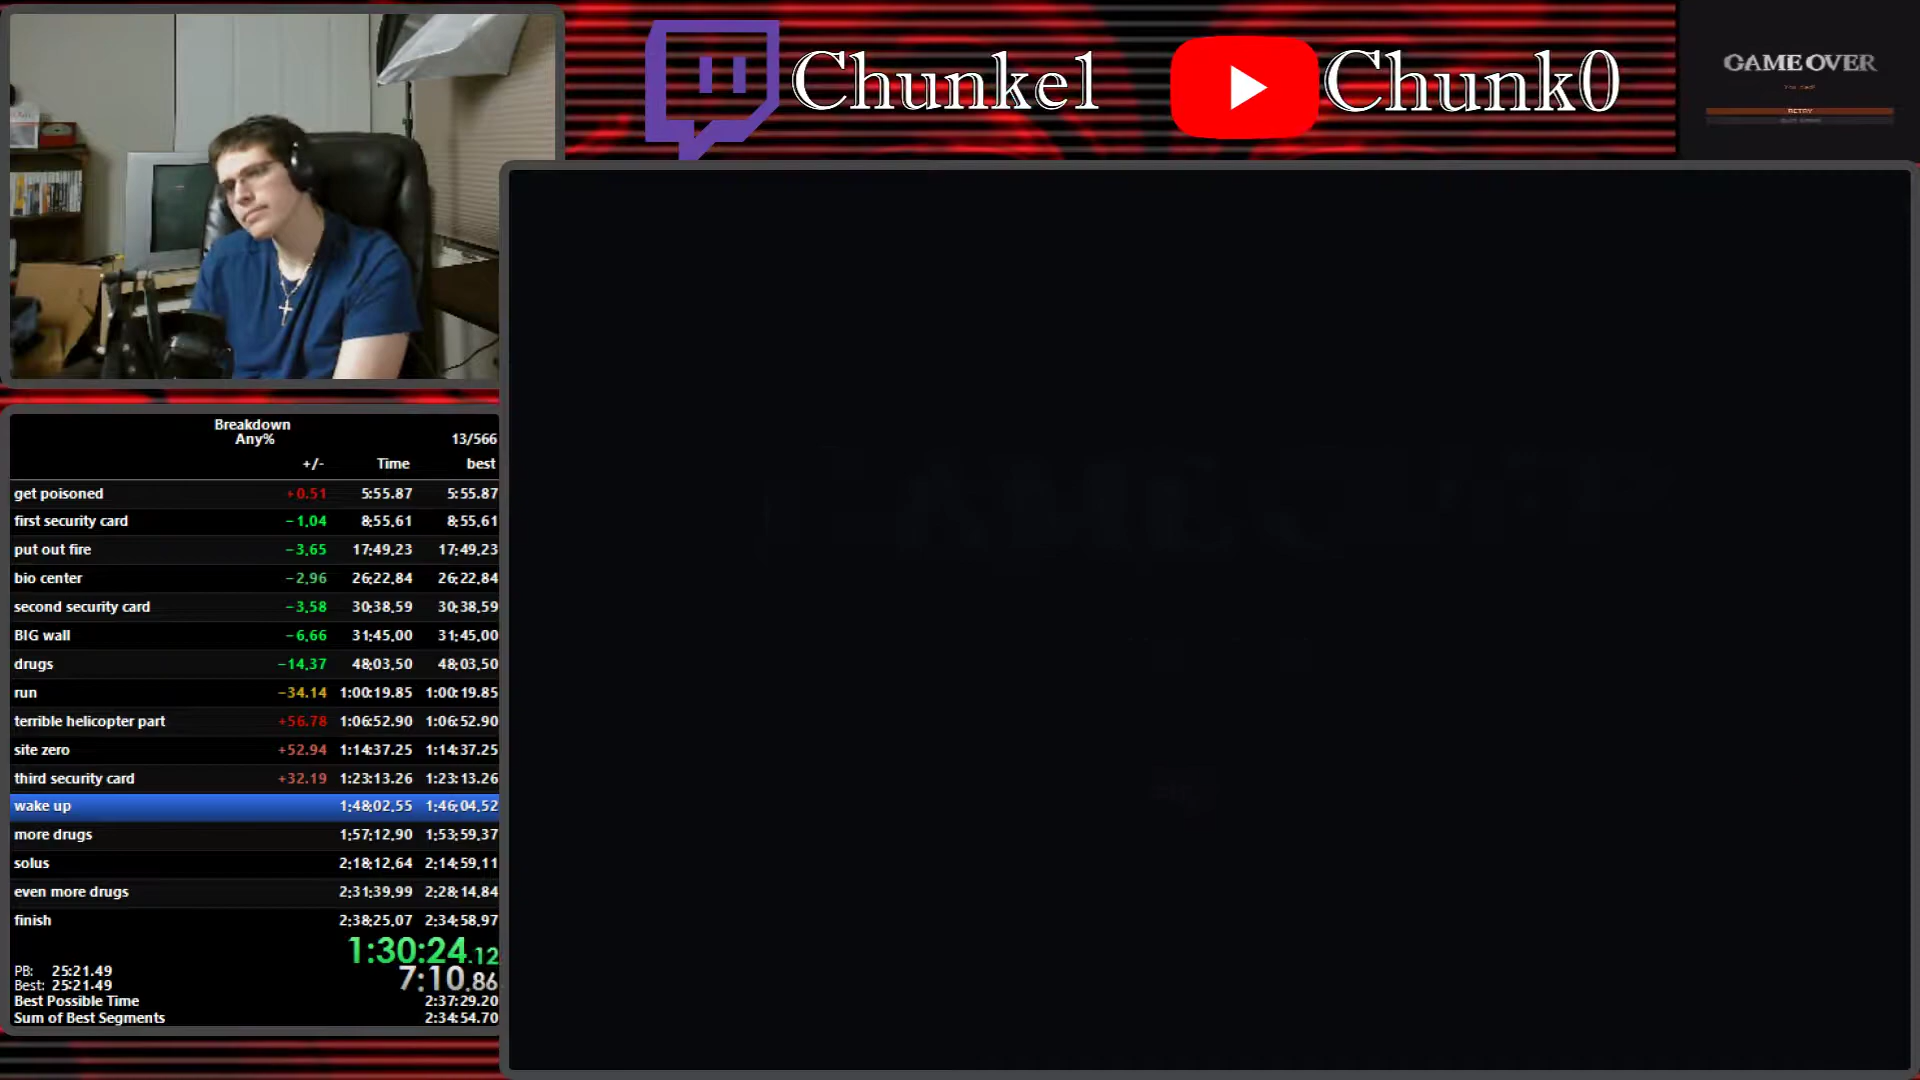 Chunke1
Chunk0
GAME OVER
RETRY
Breakdown
Any%
13/566
+/- Time best
get poisoned +0.51 5:55.87 5:55.87
first security card -1.04 8:55.61 8:55.61
put out fire -3.65 17:49.23 17:49.23
bio center -2.96 26:22.84 26:22.84
second security card -3.58 30:38.59 30:38.59
BIG wall -6.66 31:45.00 31:45.00
drugs -14.37 48:03.50 48:03.50
run -34.14 1:00:19.85 1:00:19.85
terrible helicopter part +56.78 1:06:52.90 1:06:52.90
site zero +52.94 1:14:37.25 1:14:37.25
third security card +32.19 1:23:13.26 1:23:13.26
wake up 1:48:02.55 1:46:04.52
more drugs 1:57:12.90 1:53:59.37
solus 2:18:12.64 2:14:59.11
even more drugs 2:31:39.99 2:28:14.84
finish 2:38:25.07 2:34:58.97
1:30:24.12
7:10.86
PB: 25:21.49
Best: 25:21.49
Best Possible Time 2:37:29.20
Sum of Best Segments 2:34:54.70